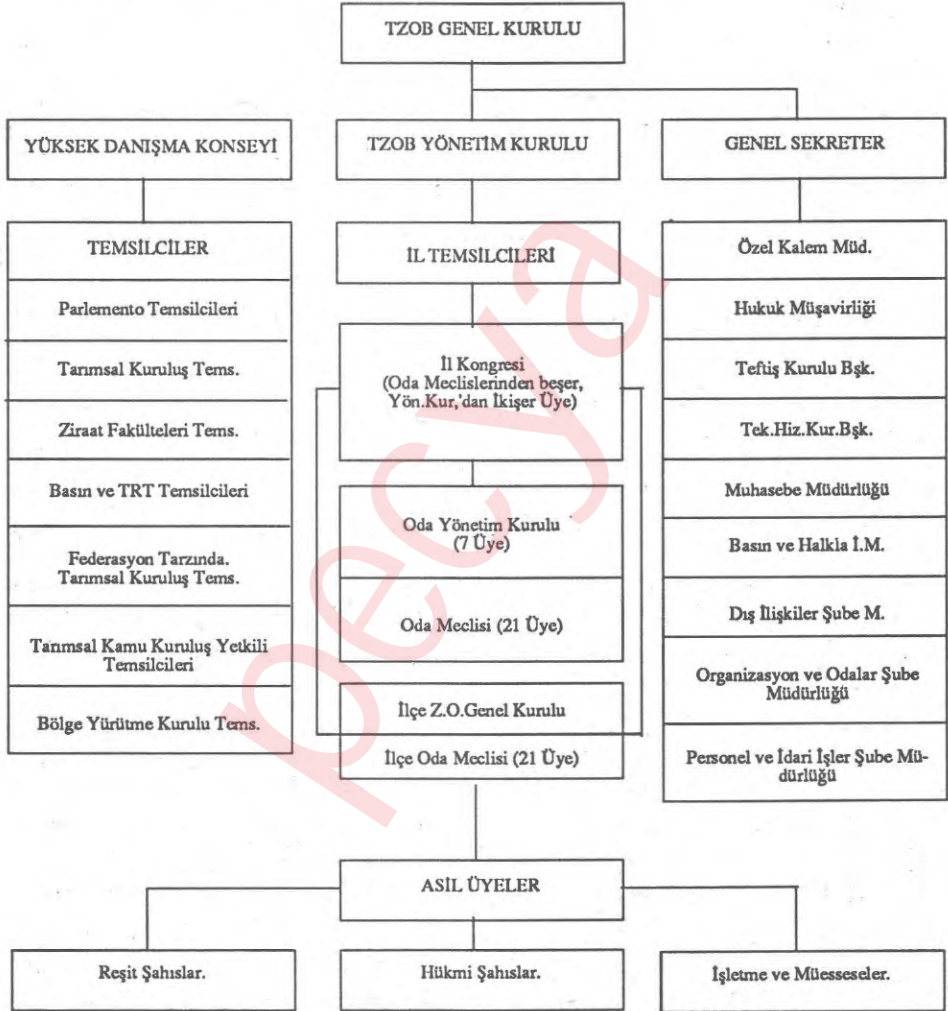 TZOB GENEL KURULU
YÜKSEK DANIŞMA KONSEYİ
TZOB YÖNETİM KURULU
GENEL SEKRETER
TEMSİLCİLER
Parlemento Temsilcileri
Tarımsal Kuruluş Tems.
Ziraat Fakülteleri Tems.
Basın ve TRT Temsilcileri
Federasyon Tarzında.
Tarımsal Kuruluş Tems.
Tarımsal Kamu Kuruluş Yetkili
Temsilcileri
Bölge Yürütme Kurulu Tems.
İL TEMSİLCİLERİ
İl Kongresi
(Oda Meclislerinden beşer,
Yön.Kur,'dan İkişer Üye)
Oda Yönetim Kurulu
(7 Üye)
Oda Meclisi (21 Üye)
İlçe Z.O.Genel Kurulu
İlçe Oda Meclisi (21 Üye)
Özel Kalem Müd.
Hukuk Müşavirliği
Teftiş Kurulu Bşk.
Tek.Hiz.Kur.Bşk.
Muhasebe Müdürlüğü
Basın ve Halkla İ.M.
Dış İlişkiler Şube M.
Organizasyon ve Odalar Şube
Müdürlüğü
Personel ve İdari İşler Şube Mü-
dürlüğü
ASİL ÜYELER
Reşit Şahıslar.
Hükmi Şahıslar.
İşletme ve Müesseseler.
pecya